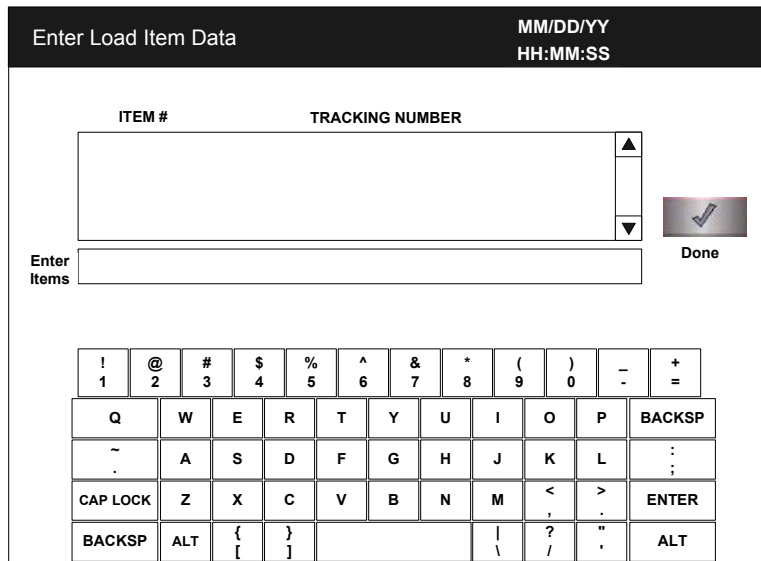 Enter Load Item Data
MM/DD/YY
HH:MM:SS
ITEM # TRACKING NUMBER
Done
Enter
Items
! @ # $ % ^ & * ( ) _ +
1 2 3 4 5 6 7 8 9 0 - =
Q W E R T Y U I O P BACKSP
~ :
. A S D F G H J K L ;
CAP LOCK Z X C V B N M < > ENTER
, .
BACKSP ALT { } | ? " ALT
[ ] \ / '